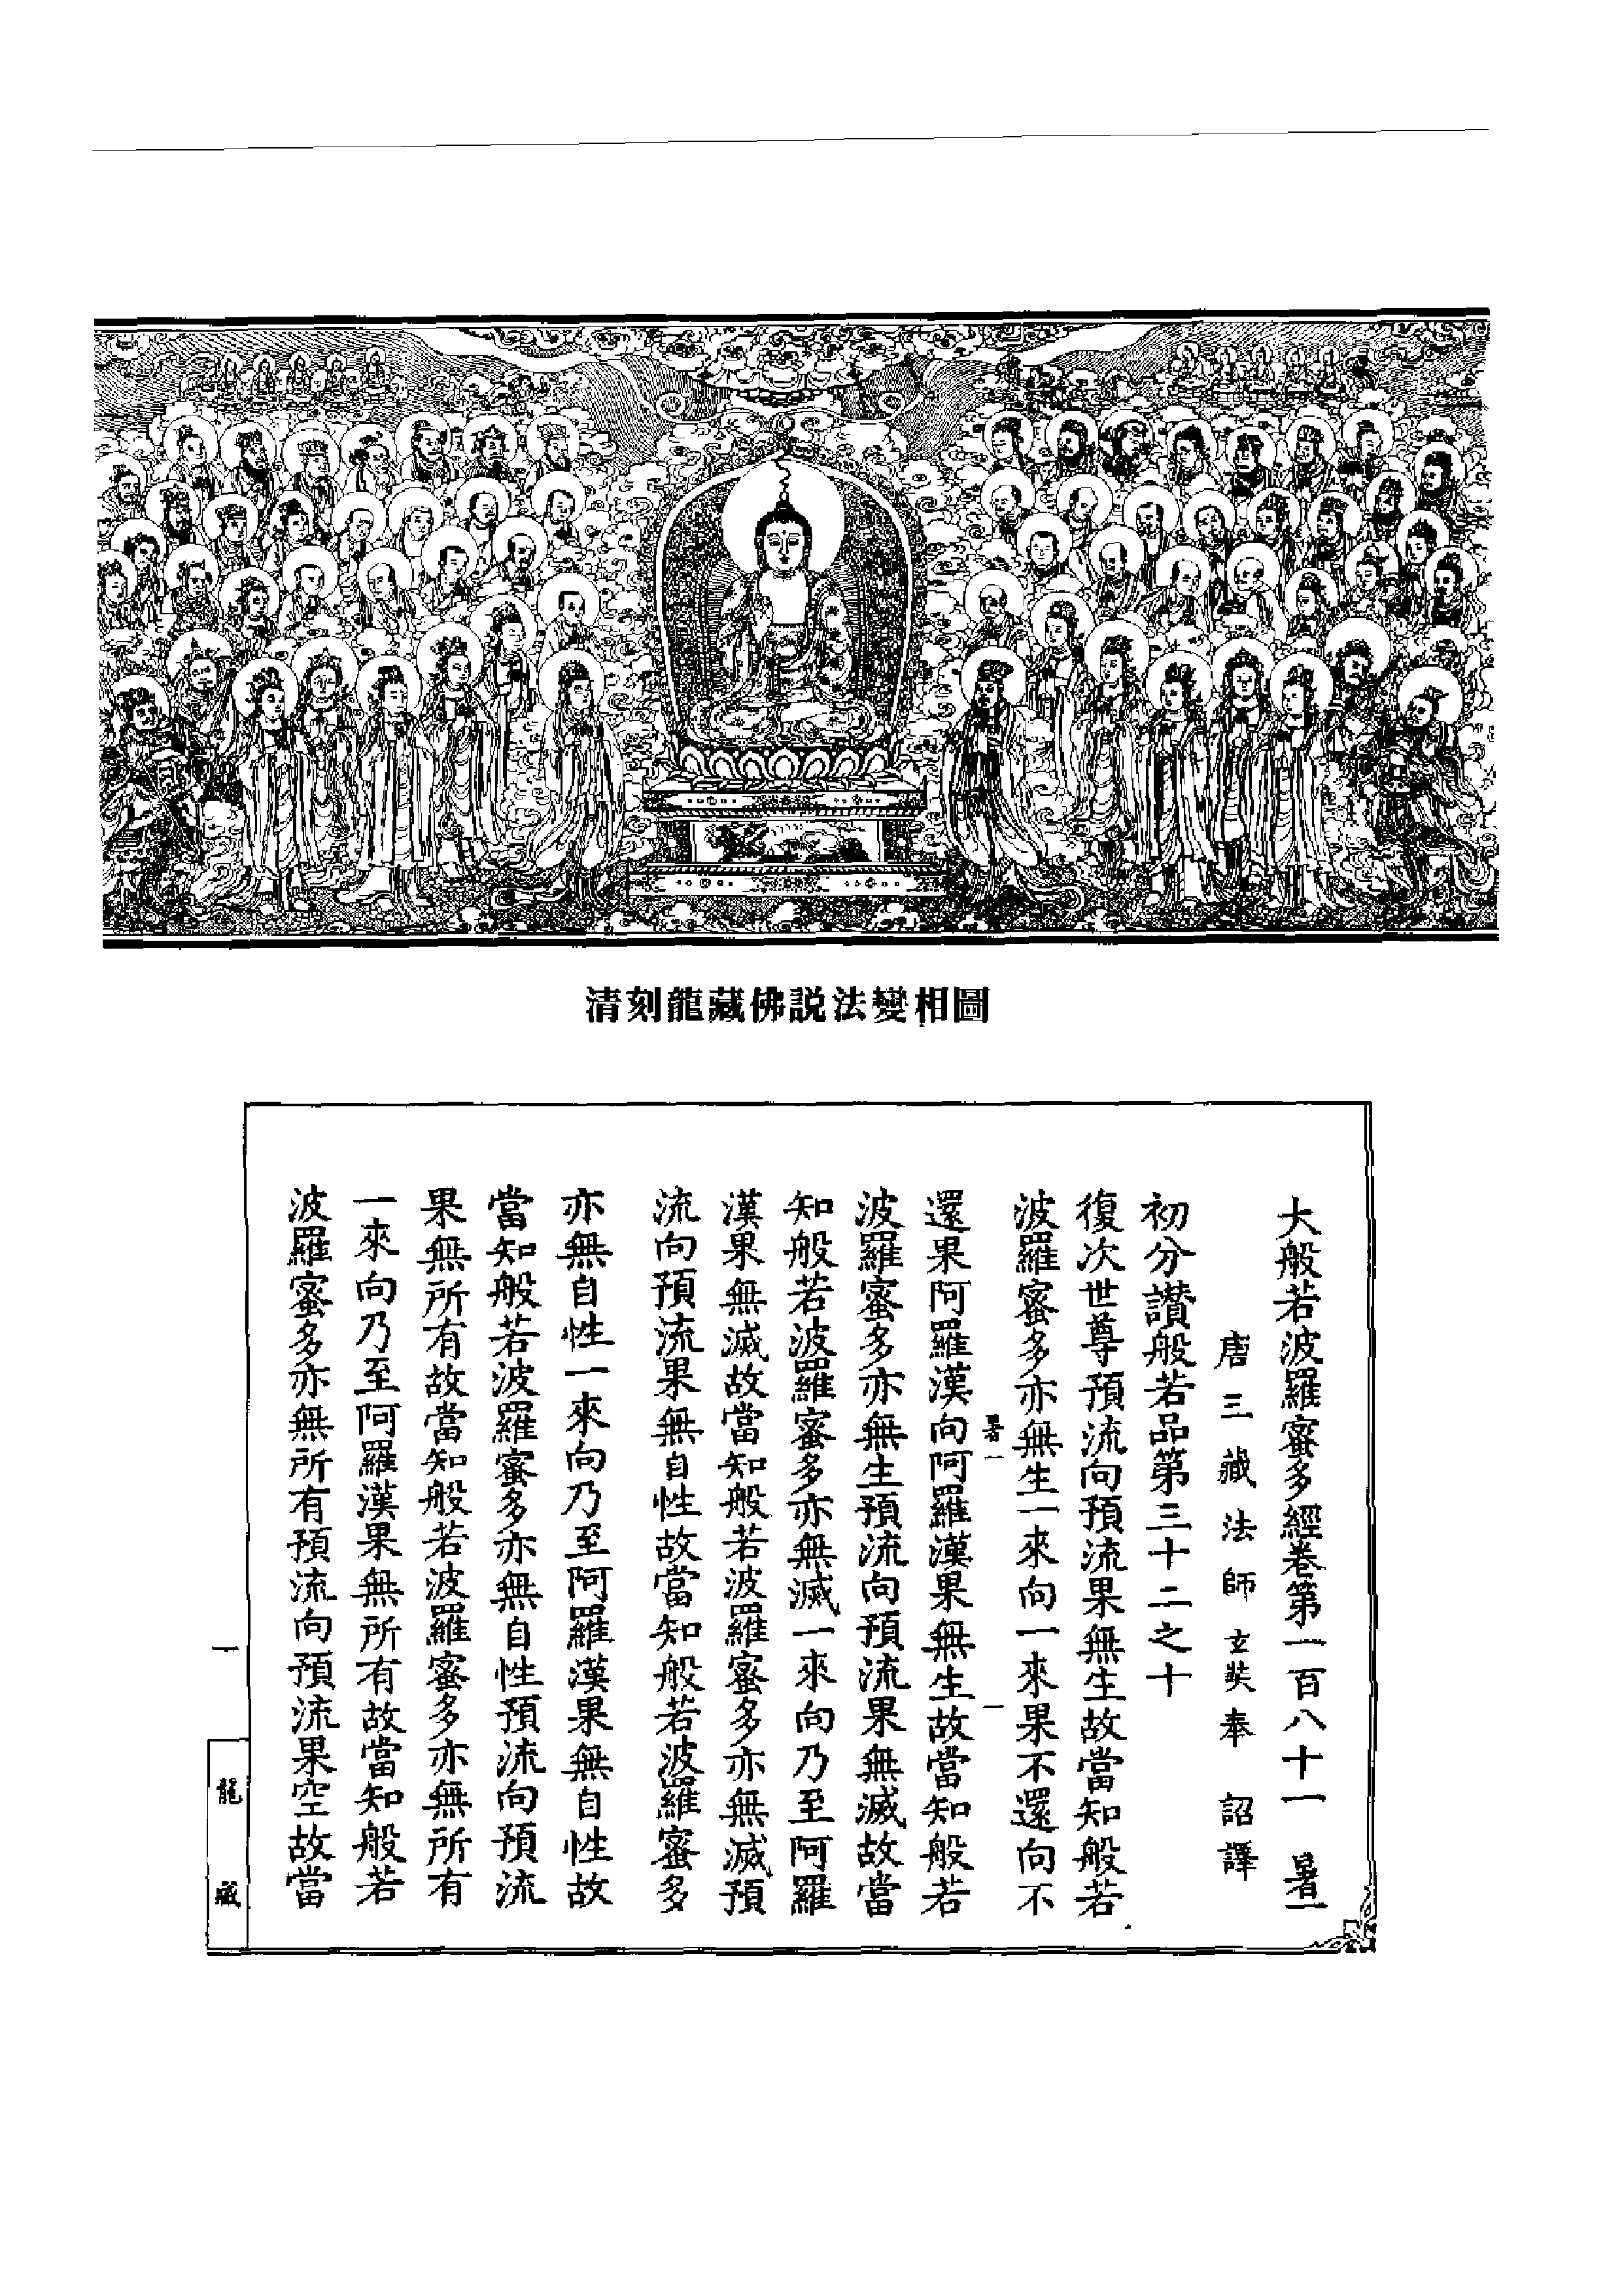 清刻龍藏佛說法變相圖
大般若波羅蜜多經卷第一百八十一 暑一
唐三藏法師玄奘奉 詔譯
初分讚般若品第三十二之十
復次世尊預流向預流果無生故當知般若
波羅蜜多亦無生一來向一來果不還向不
暑一 一
還果阿羅漢向阿羅漢果無生故當知般若
波羅蜜多亦無生預流向預流果無滅故當
知般若波羅蜜多亦無滅一來向乃至阿羅
漢果無滅故當知般若波羅蜜多亦無滅預
流向預流果無自性故當知般若波羅蜜多
亦無自性一來向乃至阿羅漢果無自性故
當知般若波羅蜜多亦無自性預流向預流
果無所有故當知般若波羅蜜多亦無所有
一來向乃至阿羅漢果無所有故當知般若
波羅蜜多亦無所有預流向預流果空故當
一
龍藏